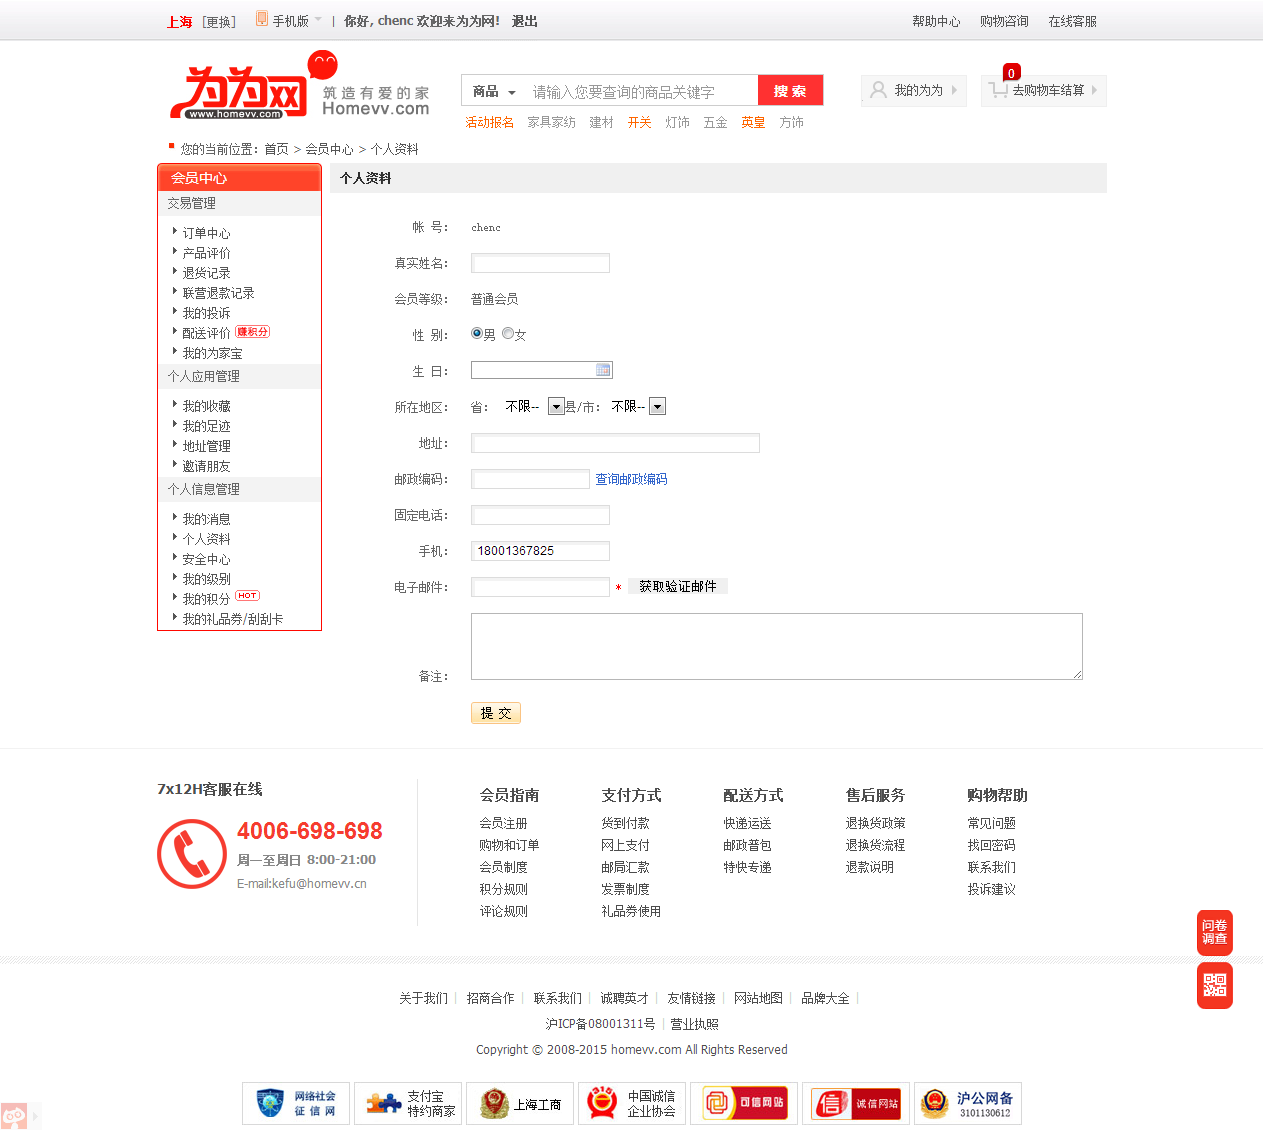 上海 [更换] 手机版 | 你好, chenc 欢迎来为为网! 退出 帮助中心 购物咨询 在线客服
为为网 www.homevv.com 筑造有爱的家 Homevv.com
商品 请输入您要查询的商品关键字 搜 索 我的为为 0 去购物车结算
活动报名 家具家纺 建材 开关 灯饰 五金 英皇 方饰
您的当前位置: 首页 > 会员中心 > 个人资料
会员中心
交易管理
订单中心
产品评价
退货记录
联营退款记录
我的投诉
配送评价 赚积分
我的为家宝
个人应用管理
我的收藏
我的足迹
地址管理
邀请朋友
个人信息管理
我的消息
个人资料
安全中心
我的级别
我的积分 HOT
我的礼品券/刮刮卡
个人资料
帐 号: chenc
真实姓名:
会员等级: 普通会员
性 别: 男 女
生 日:
所在地区: 省: 不限-- 县/市: 不限--
地址:
邮政编码: 查询邮政编码
固定电话:
手机: 18001367825
电子邮件: * 获取验证邮件
备注:
提 交
7x12H客服在线
4006-698-698
周一至周日 8:00-21:00
E-mail:kefu@homevv.cn
会员指南
会员注册
购物和订单
会员制度
积分规则
评论规则
支付方式
货到付款
网上支付
邮局汇款
发票制度
礼品券使用
配送方式
快递运送
邮政普包
特快专递
售后服务
退换货政策
退换货流程
退款说明
购物帮助
常见问题
找回密码
联系我们
投诉建议
问卷
调查
关于我们 | 招商合作 | 联系我们 | 诚聘英才 | 友情链接 | 网站地图 | 品牌大全 |
沪ICP备08001311号 | 营业执照
Copyright © 2008-2015 homevv.com All Rights Reserved
网络社会
征信网
支付宝
特约商家
上海工商
中国诚信
企业协会
可信网站
诚信网站
沪公网备
3101130612